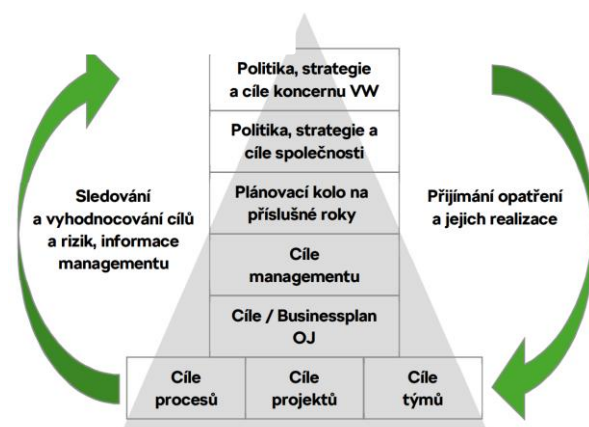 Politika, strategie
a cíle koncernu VW
Politika, strategie a
cíle společnosti
Sledování
a vyhodnocování cílů
a rizik, informace
managementu
Plánovací kolo na
příslušné roky
Přijímání opatření
a jejich realizace
Cíle
managementu
Cíle / Businessplan
OJ
Cíle
procesů
Cíle
projektů
Cíle
týmů